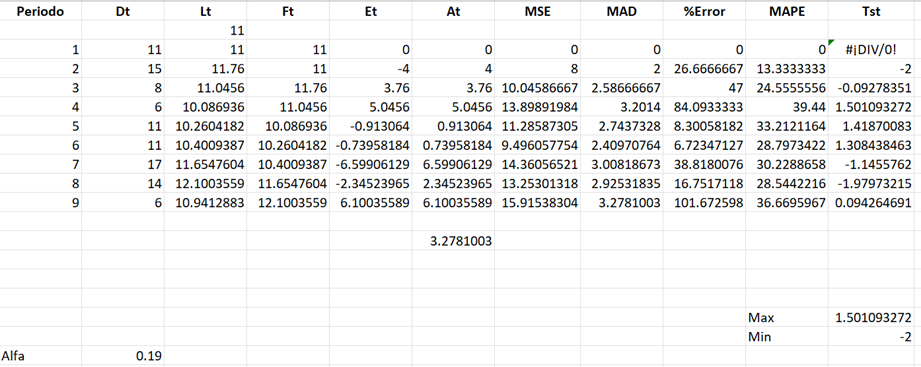 Periodo Dt Lt Ft Et At MSE MAD %Error MAPE Tst
11
1 11 11 11 0 0 0 0 0 0 #¡DIV/0!
2 15 11.76 11 -4 4 8 2 26.6666667 13.3333333 -2
3 8 11.0456 11.76 3.76 3.76 10.04586667 2.58666667 47 24.5555556 -0.09278351
4 6 10.086936 11.0456 5.0456 5.0456 13.89891984 3.2014 84.0933333 39.44 1.501093272
5 11 10.2604182 10.086936 -0.913064 0.913064 11.28587305 2.7437328 8.30058182 33.2121164 1.41870083
6 11 10.4009387 10.2604182 -0.73958184 0.73958184 9.496057754 2.40970764 6.72347127 28.7973422 1.308438463
7 17 11.6547604 10.4009387 -6.59906129 6.59906129 14.36056521 3.00818673 38.8180076 30.2288658 -1.1455762
8 14 12.1003559 11.6547604 -2.34523965 2.34523965 13.25301318 2.92531835 16.7517118 28.5442216 -1.97973215
9 6 10.9412883 12.1003559 6.10035589 6.10035589 15.91538304 3.2781003 101.672598 36.6695967 0.094264691
3.2781003
Max 1.501093272
Min -2
Alfa 0.19